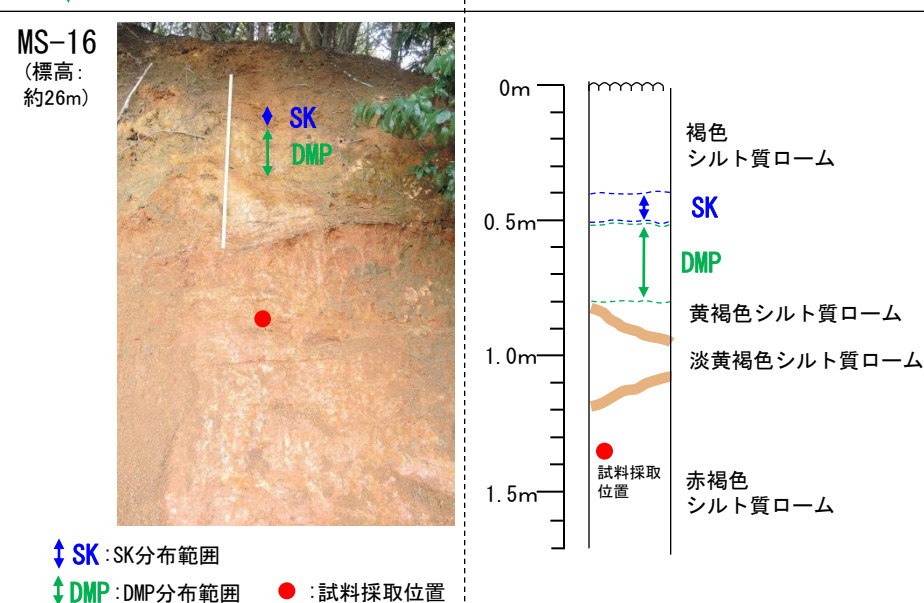 MS-16
(標高:
約26m)
SK
DMP
0m
0.5m
1.0m
1.5m
褐色
シルト質ローム
SK
DMP
黄褐色シルト質ローム
淡黄褐色シルト質ローム
試料採取
位置
赤褐色
シルト質ローム
SK:SK分布範囲
DMP:DMP分布範囲
:試料採取位置